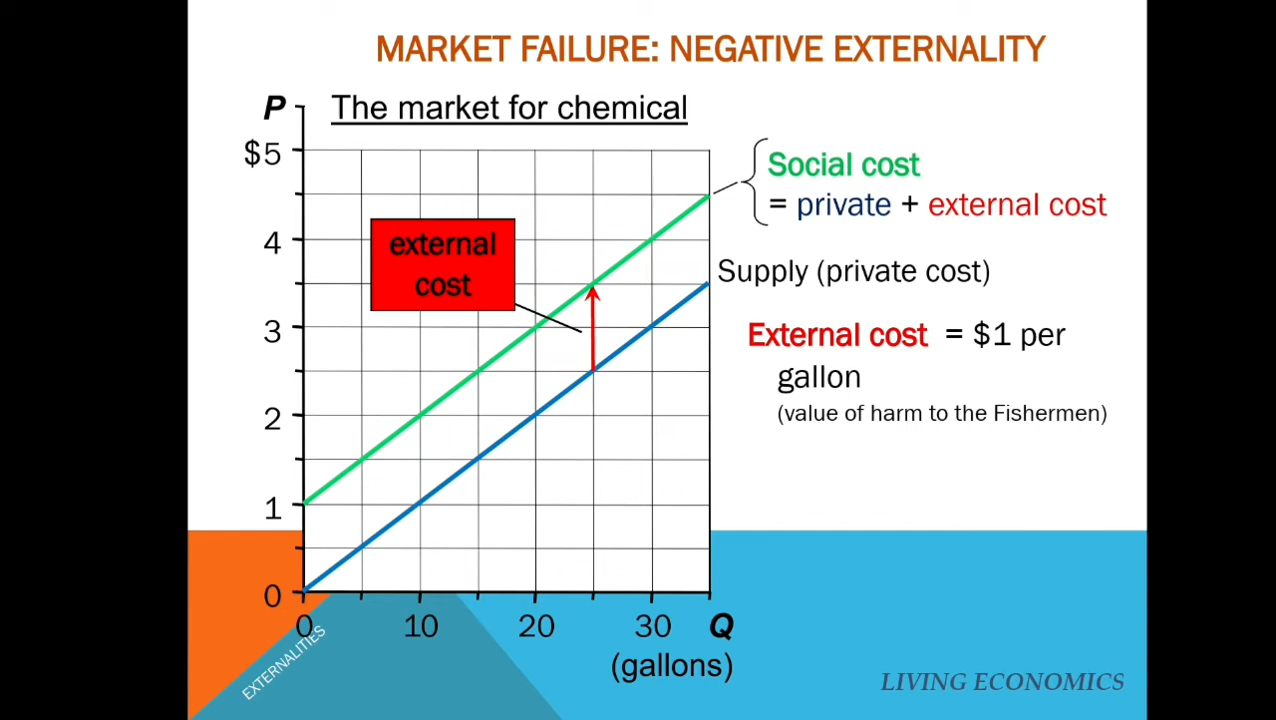 MARKET FAILURE: NEGATIVE EXTERNALITY
P
The market for chemical
$5
4
3
2
1
0
external
cost
Social cost
= private + external cost
Supply (private cost)
External cost = $1 per
gallon
(value of harm to the Fishermen)
0 10 20 30 Q
(gallons)
EXTERNALITIES
LIVING ECONOMICS